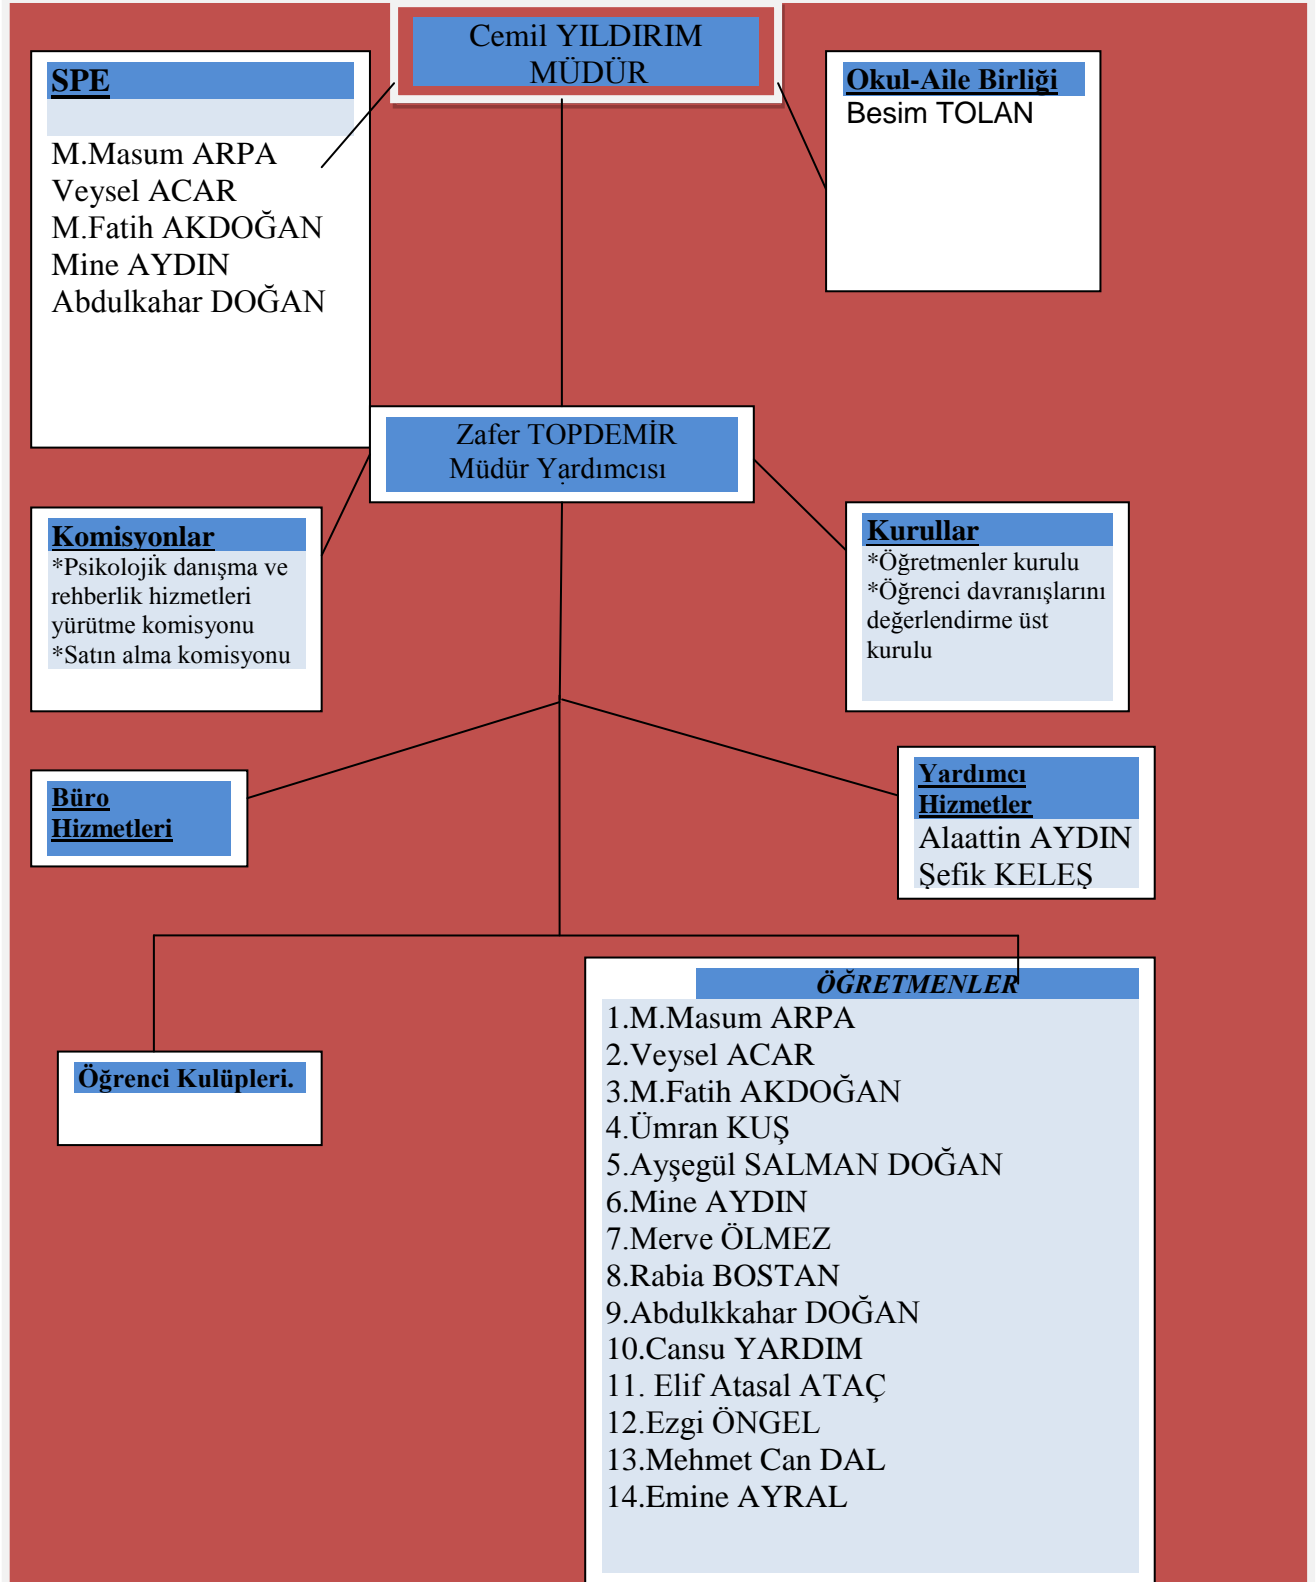 Cemil YILDIRIM
MÜDÜR
SPE
M.Masum ARPA
Veysel ACAR
M.Fatih AKDOĞAN
Mine AYDIN
Abdulkahar DOĞAN
Okul-Aile Birliği
Besim TOLAN
Zafer TOPDEMİR
Müdür Yardımcısı
Komisyonlar
*Psikolojik danışma ve
rehberlik hizmetleri
yürütme komisyonu
*Satın alma komisyonu
Kurullar
*Öğretmenler kurulu
*Öğrenci davranışlarını
değerlendirme üst
kurulu
Büro
Hizmetleri
Yardımcı
Hizmetler
Alaattin AYDIN
Şefik KELEŞ
Öğrenci Kulüpleri.
ÖĞRETMENLER
1.M.Masum ARPA
2.Veysel ACAR
3.M.Fatih AKDOĞAN
4.Ümran KUŞ
5.Ayşegül SALMAN DOĞAN
6.Mine AYDIN
7.Merve ÖLMEZ
8.Rabia BOSTAN
9.Abdulkkahar DOĞAN
10.Cansu YARDIM
11. Elif Atasal ATAÇ
12.Ezgi ÖNGEL
13.Mehmet Can DAL
14.Emine AYRAL